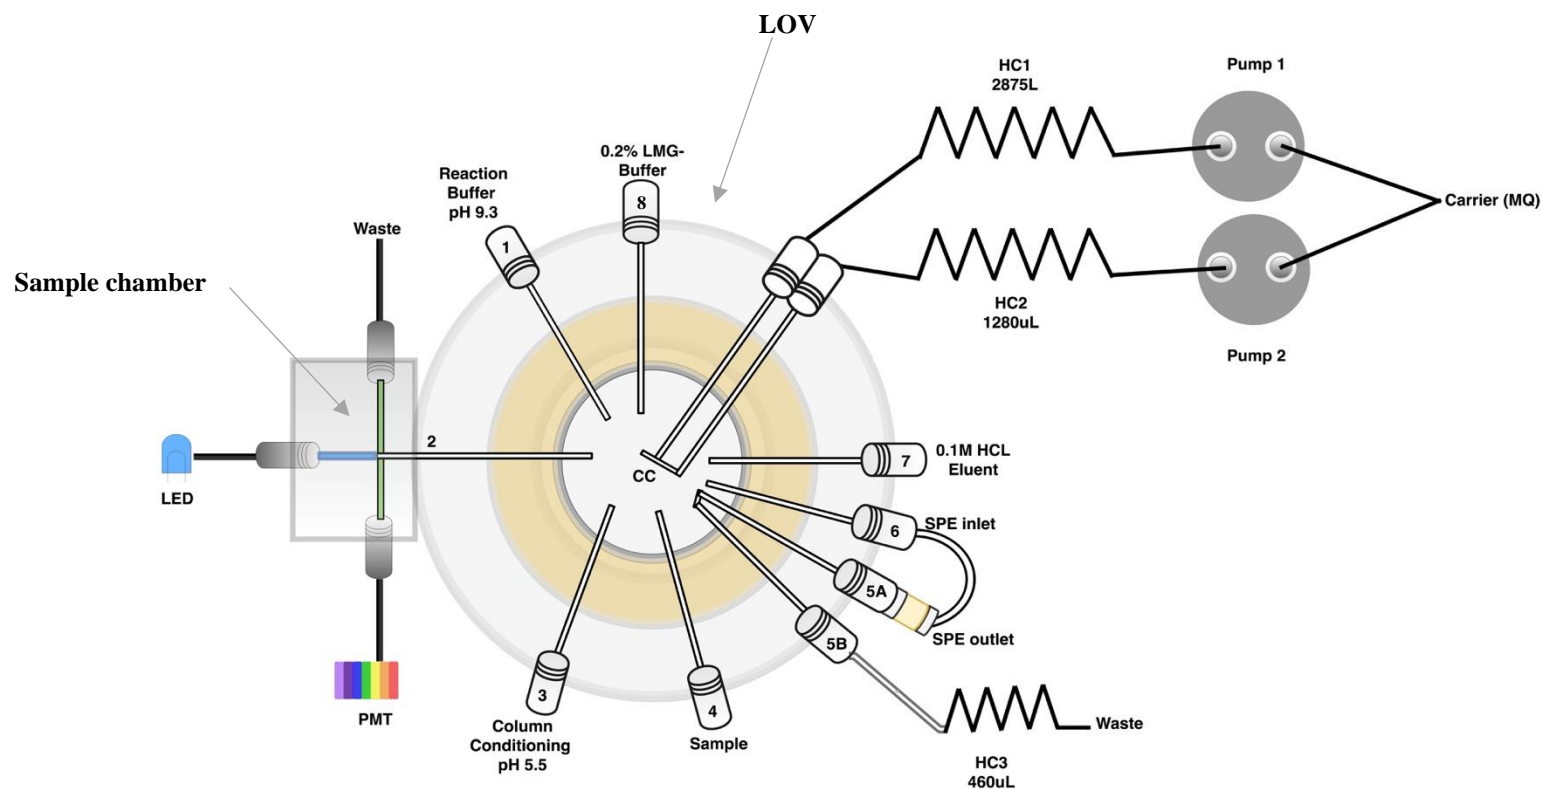 LOV
HC1
2875L
Pump 1
0.2% LMG-
Buffer
8
Reaction
Buffer
pH 9.3
1
Carrier (MQ)
Waste
Sample chamber
HC2
1280uL
Pump 2
2
LED
CC
7
0.1M HCL
Eluent
6
SPE inlet
5A
SPE outlet
5B
3
Column
Conditioning
pH 5.5
4
Sample
PMT
Waste
HC3
460uL